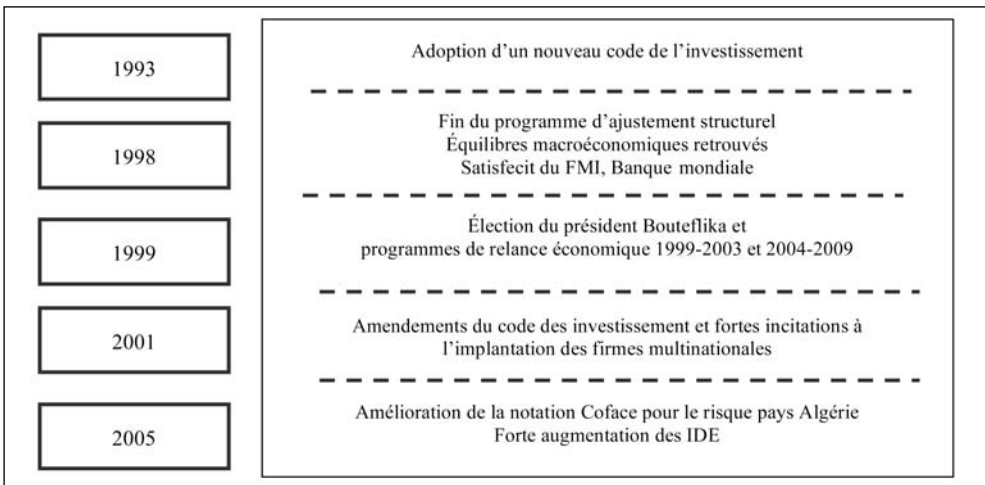 1993
Adoption d’un nouveau code de l’investissement
1998
Fin du programme d’ajustement structurel
Équilibres macroéconomiques retrouvés
Satisfecit du FMI, Banque mondiale
1999
Élection du président Bouteflika et
programmes de relance économique 1999-2003 et 2004-2009
2001
Amendements du code des investissement et fortes incitations à
l’implantation des firmes multinationales
2005
Amélioration de la notation Coface pour le risque pays Algérie
Forte augmentation des IDE